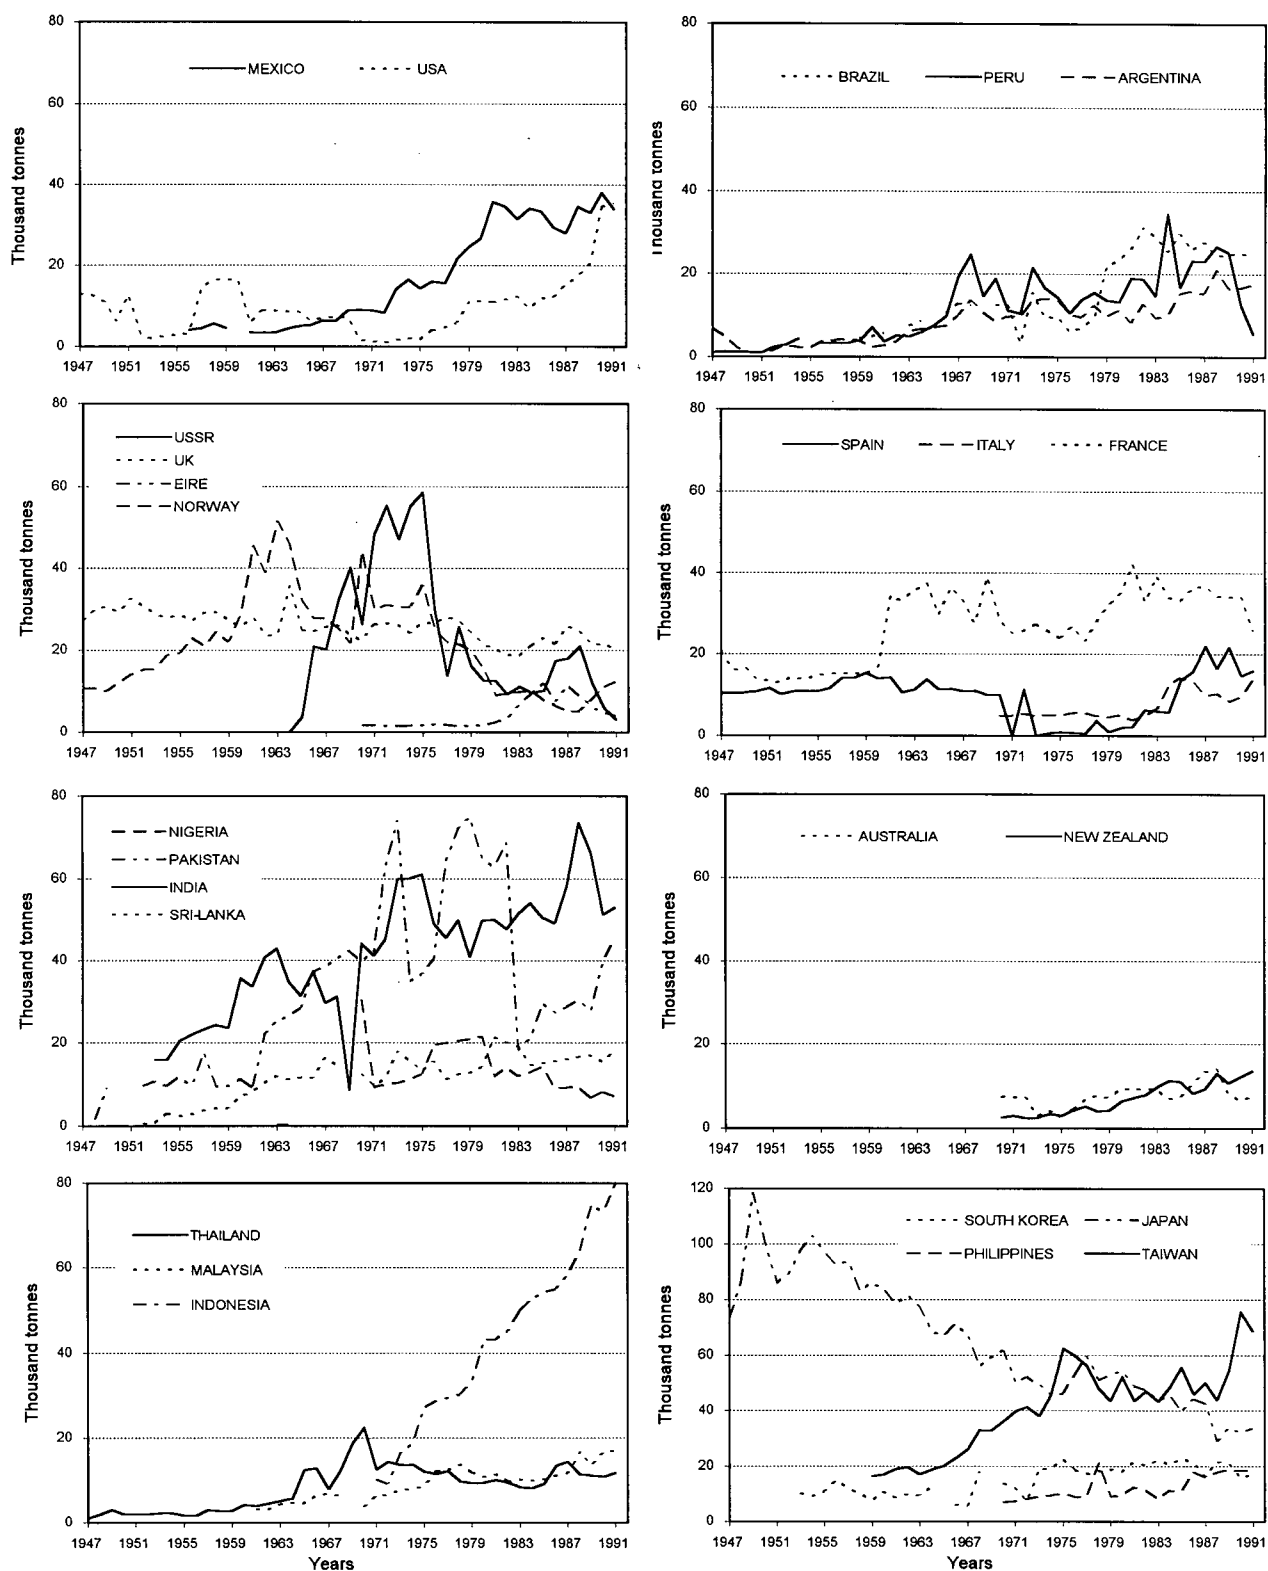 80
60
40
20
0
Thousand tonnes
MEXICO USA
1947 1951 1955 1959 1963 1967 1971 1975 1979 1983 1987 1991
80
60
40
20
0
Thousand tonnes
BRAZIL PERU ARGENTINA
1947 1951 1955 1959 1963 1967 1971 1975 1979 1983 1987 1991
80
60
40
20
0
Thousand tonnes
USSR
UK
EIRE
NORWAY
1947 1951 1955 1959 1963 1967 1971 1975 1979 1983 1987 1991
80
60
40
20
0
Thousand tonnes
SPAIN ITALY FRANCE
1947 1951 1955 1959 1963 1967 1971 1975 1979 1983 1987 1991
80
60
40
20
0
Thousand tonnes
NIGERIA
PAKISTAN
INDIA
SRI-LANKA
1947 1951 1955 1959 1963 1967 1971 1975 1979 1983 1987 1991
80
60
40
20
0
Thousand tonnes
AUSTRALIA NEW ZEALAND
1947 1951 1955 1959 1963 1967 1971 1975 1979 1983 1987 1991
80
60
40
20
0
Thousand tonnes
THAILAND
MALAYSIA
INDONESIA
1947 1951 1955 1959 1963 1967 1971 1975 1979 1983 1987 1991
Years
120
100
80
60
40
20
0
Thousand tonnes
SOUTH KOREA JAPAN
PHILIPPINES TAIWAN
1947 1951 1955 1959 1963 1967 1971 1975 1979 1983 1987 1991
Years